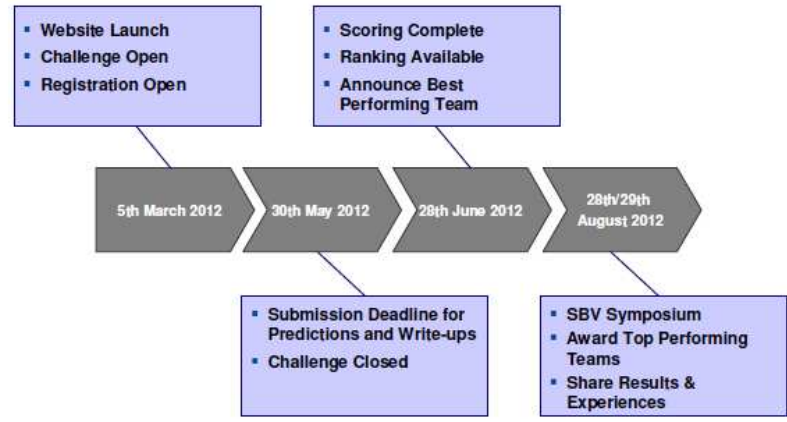 ▪ Website Launch
▪ Challenge Open
▪ Registration Open
▪ Scoring Complete
▪ Ranking Available
▪ Announce Best
Performing Team
5th March 2012
30th May 2012
28th June 2012
28th/29th
August 2012
▪ Submission Deadline for
Predictions and Write-ups
▪ Challenge Closed
▪ SBV Symposium
▪ Award Top Performing
Teams
▪ Share Results &
Experiences